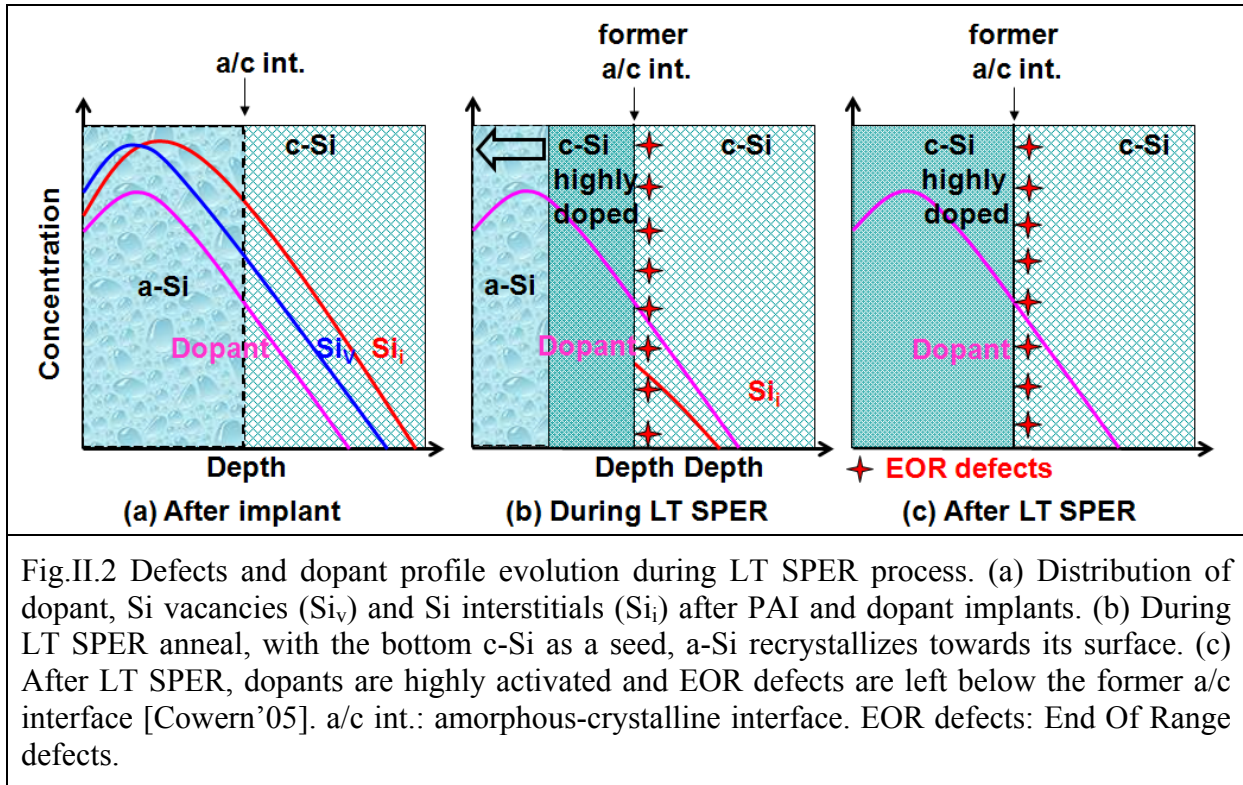 a/c int.
former
a/c int.
former
a/c int.
c-Si
a-Si
Dopant
Siv
Sii
Concentration
Depth
(a) After implant
c-Si
highly
doped
c-Si
a-Si
Dopant
Sii
Depth Depth
(b) During LT SPER
c-Si
highly
doped
c-Si
Dopant
EOR defects
(c) After LT SPER
Fig.II.2 Defects and dopant profile evolution during LT SPER process. (a) Distribution of
dopant, Si vacancies (Siv) and Si interstitials (Sii) after PAI and dopant implants. (b) During
LT SPER anneal, with the bottom c-Si as a seed, a-Si recrystallizes towards its surface. (c)
After LT SPER, dopants are highly activated and EOR defects are left below the former a/c
interface [Cowern’05]. a/c int.: amorphous-crystalline interface. EOR defects: End Of Range
defects.